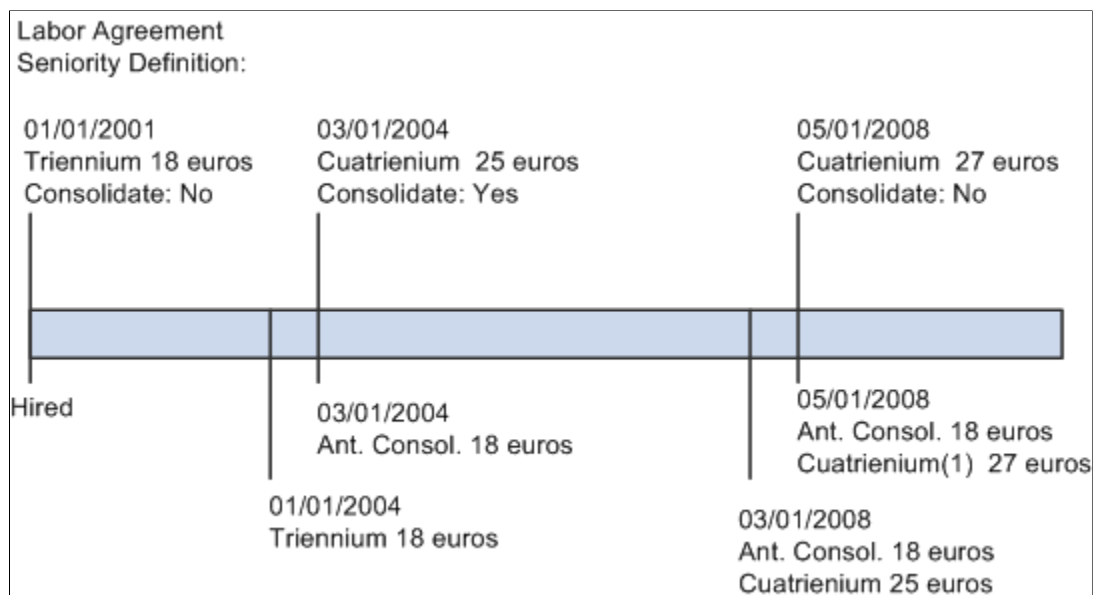 Labor Agreement
Seniority Definition:
01/01/2001
Triennium 18 euros
Consolidate: No
03/01/2004
Cuatrienium 25 euros
Consolidate: Yes
05/01/2008
Cuatrienium 27 euros
Consolidate: No
Hired
03/01/2004
Ant. Consol. 18 euros
05/01/2008
Ant. Consol. 18 euros
Cuatrienium(1) 27 euros
01/01/2004
Triennium 18 euros
03/01/2008
Ant. Consol. 18 euros
Cuatrienium 25 euros